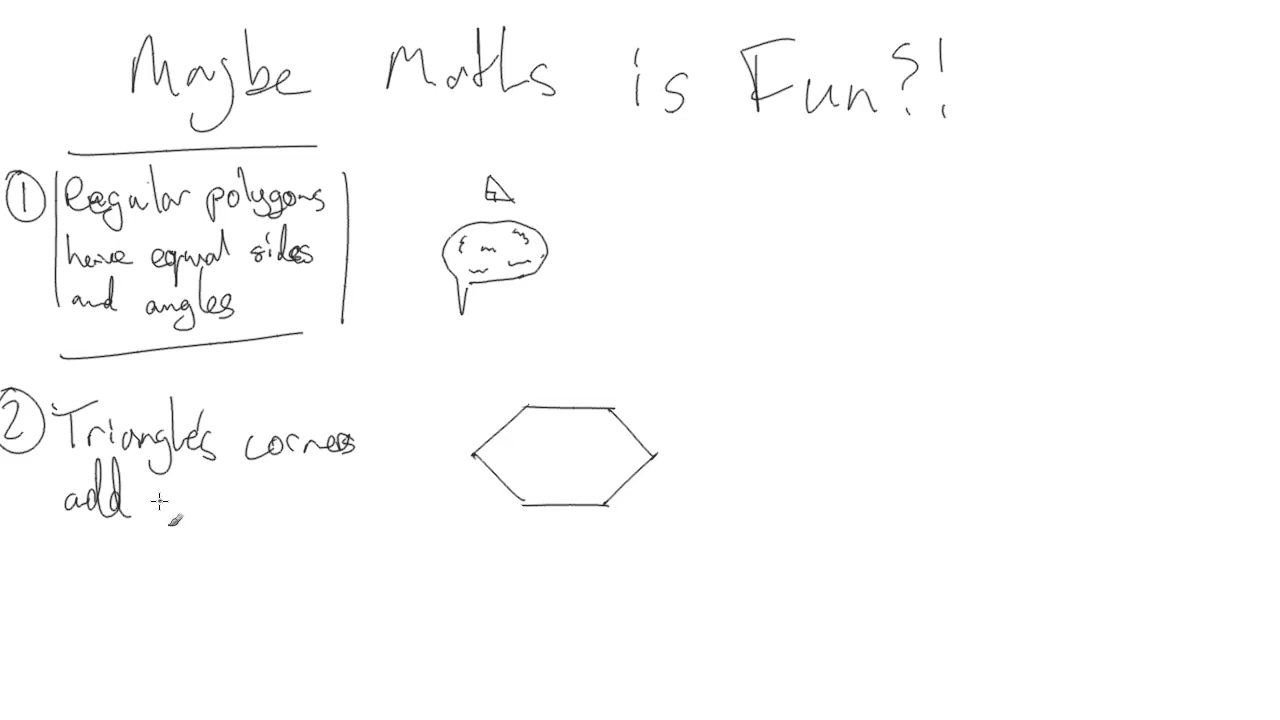 Maybe Maths is Fun?!
1 Regular polygons
have equal sides
and angles
2 Triangles corners
add